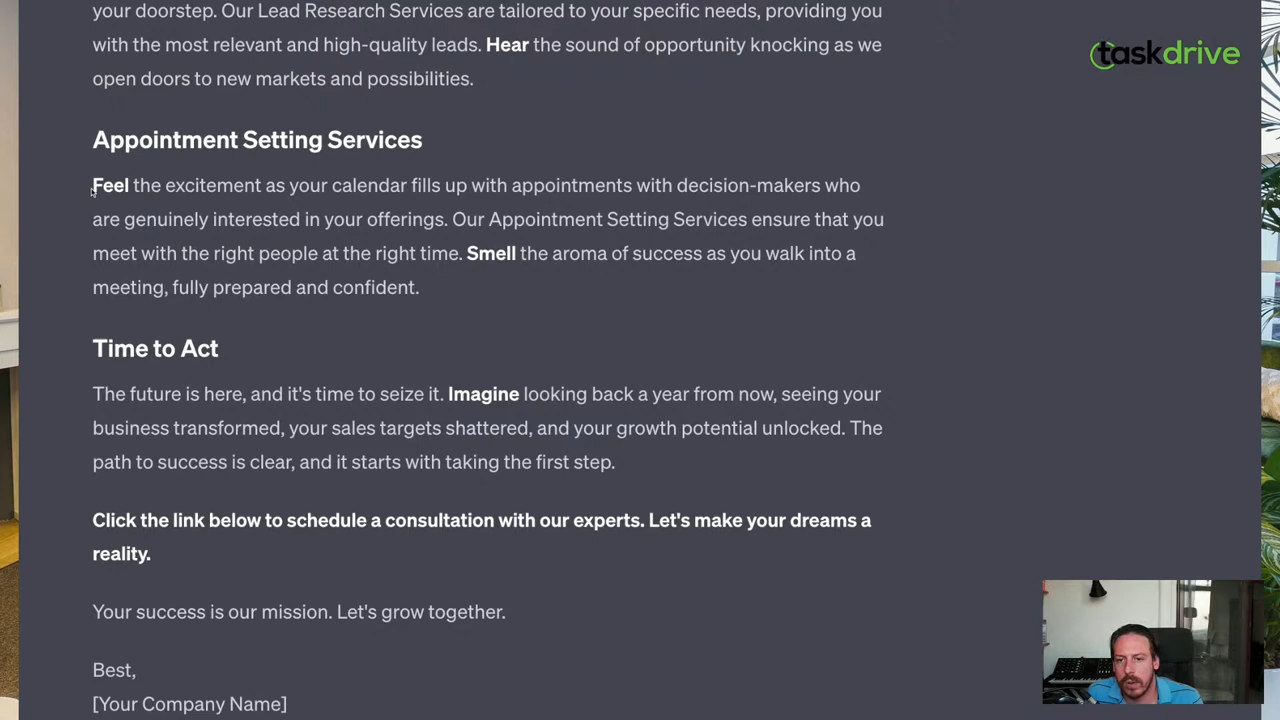 your doorstep. Our Lead Research Services are tailored to your specific needs, providing you
with the most relevant and high-quality leads. Hear the sound of opportunity knocking as we
open doors to new markets and possibilities.
taskdrive
Appointment Setting Services
Feel the excitement as your calendar fills up with appointments with decision-makers who
are genuinely interested in your offerings. Our Appointment Setting Services ensure that you
meet with the right people at the right time. Smell the aroma of success as you walk into a
meeting, fully prepared and confident.
Time to Act
The future is here, and it's time to seize it. Imagine looking back a year from now, seeing your
business transformed, your sales targets shattered, and your growth potential unlocked. The
path to success is clear, and it starts with taking the first step.
Click the link below to schedule a consultation with our experts. Let's make your dreams a
reality.
Your success is our mission. Let's grow together.
Best,
[Your Company Name]